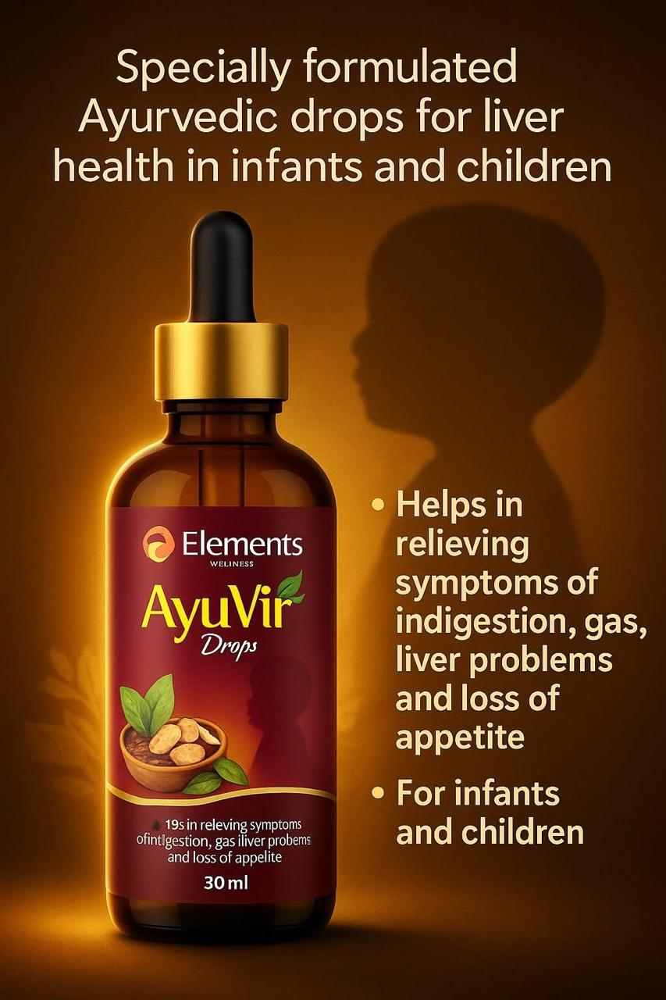 Specially formulated
Ayurvedic drops for liver
health in infants and children
Elements
WELINESS
AyuVir
Drops
19s in releving symptoms
ofintlgestion, gas iliver probems
and loss of appelite
30 ml
• Helps in
relieving
symptoms of
indigestion, gas,
liver problems
and loss of
appetite
• For infants
and children